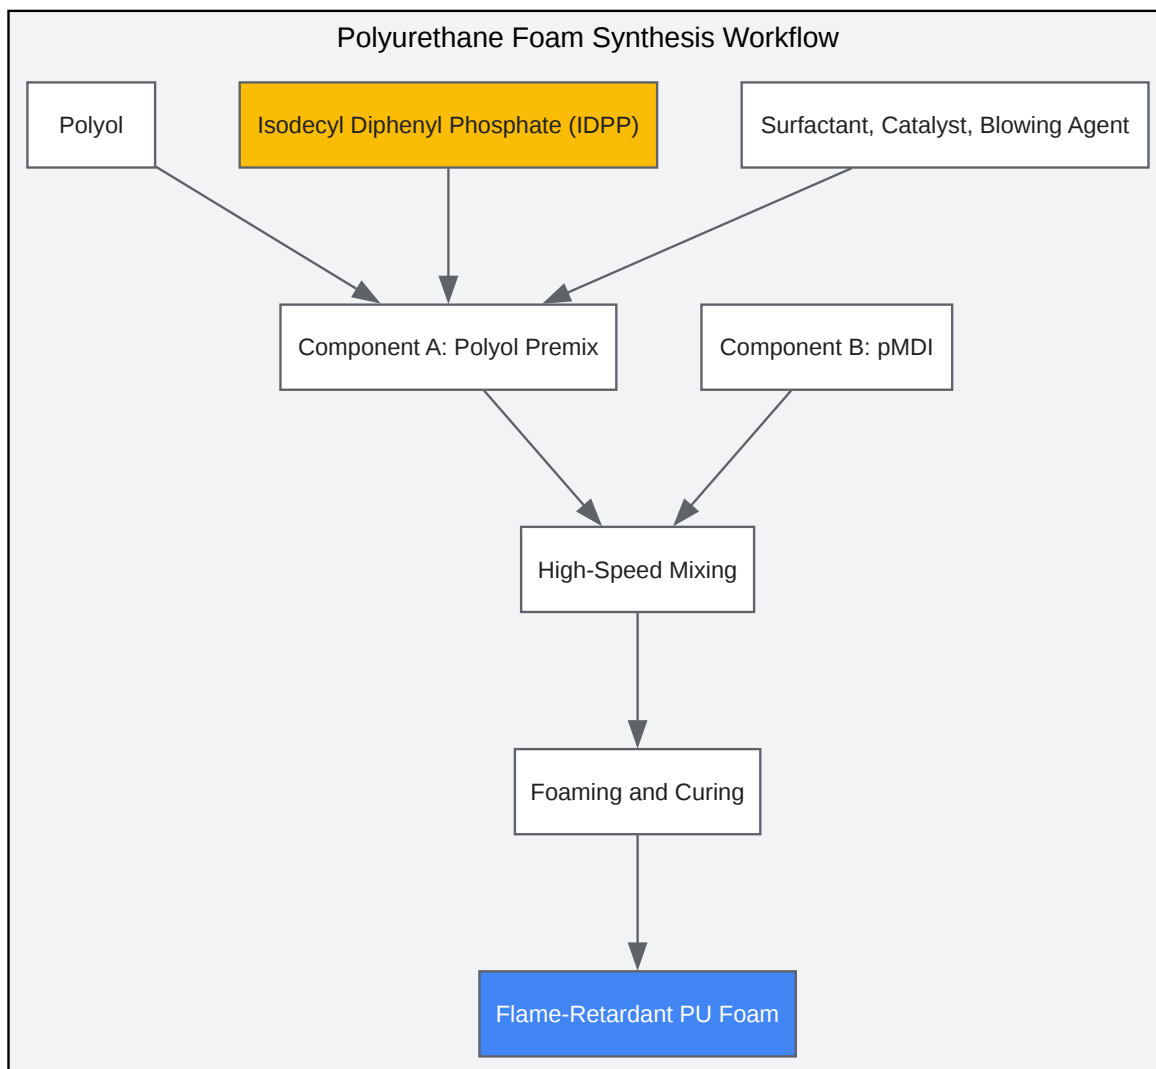 Polyurethane Foam Synthesis Workflow
Polyol
Isodecyl Diphenyl Phosphate (IDPP)
Surfactant, Catalyst, Blowing Agent
Component A: Polyol Premix
Component B: pMDI
High-Speed Mixing
Foaming and Curing
Flame-Retardant PU Foam